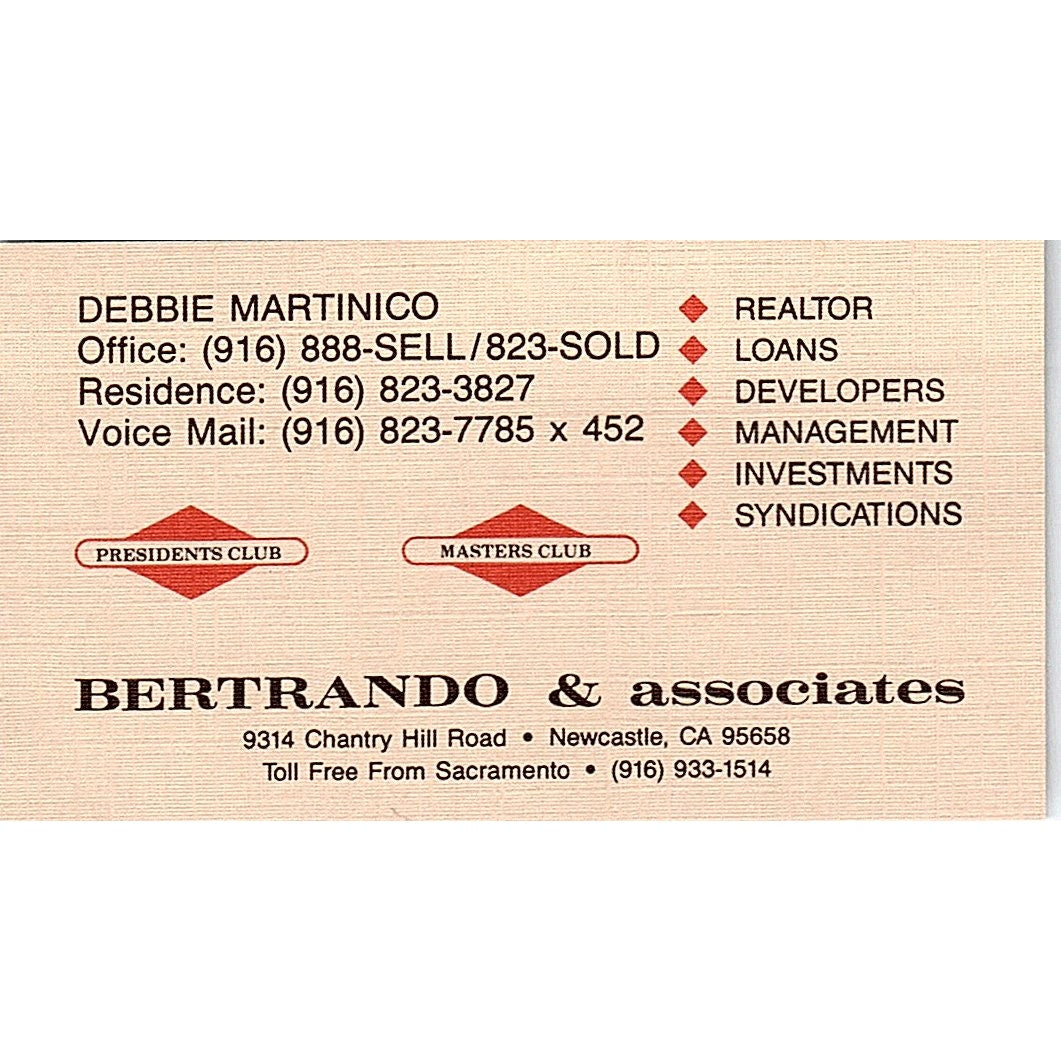 DEBBIE MARTINICO
Office: (916) 888-SELL/823-SOLD
Residence: (916) 823-3827
Voice Mail: (916) 823-7785 x 452
◆ REALTOR
◆ LOANS
◆ DEVELOPERS
◆ MANAGEMENT
◆ INVESTMENTS
◆ SYNDICATIONS
PRESIDENTS CLUB
MASTERS CLUB
BERTRANDO & associates
9314 Chantry Hill Road • Newcastle, CA 95658
Toll Free From Sacramento • (916) 933-1514